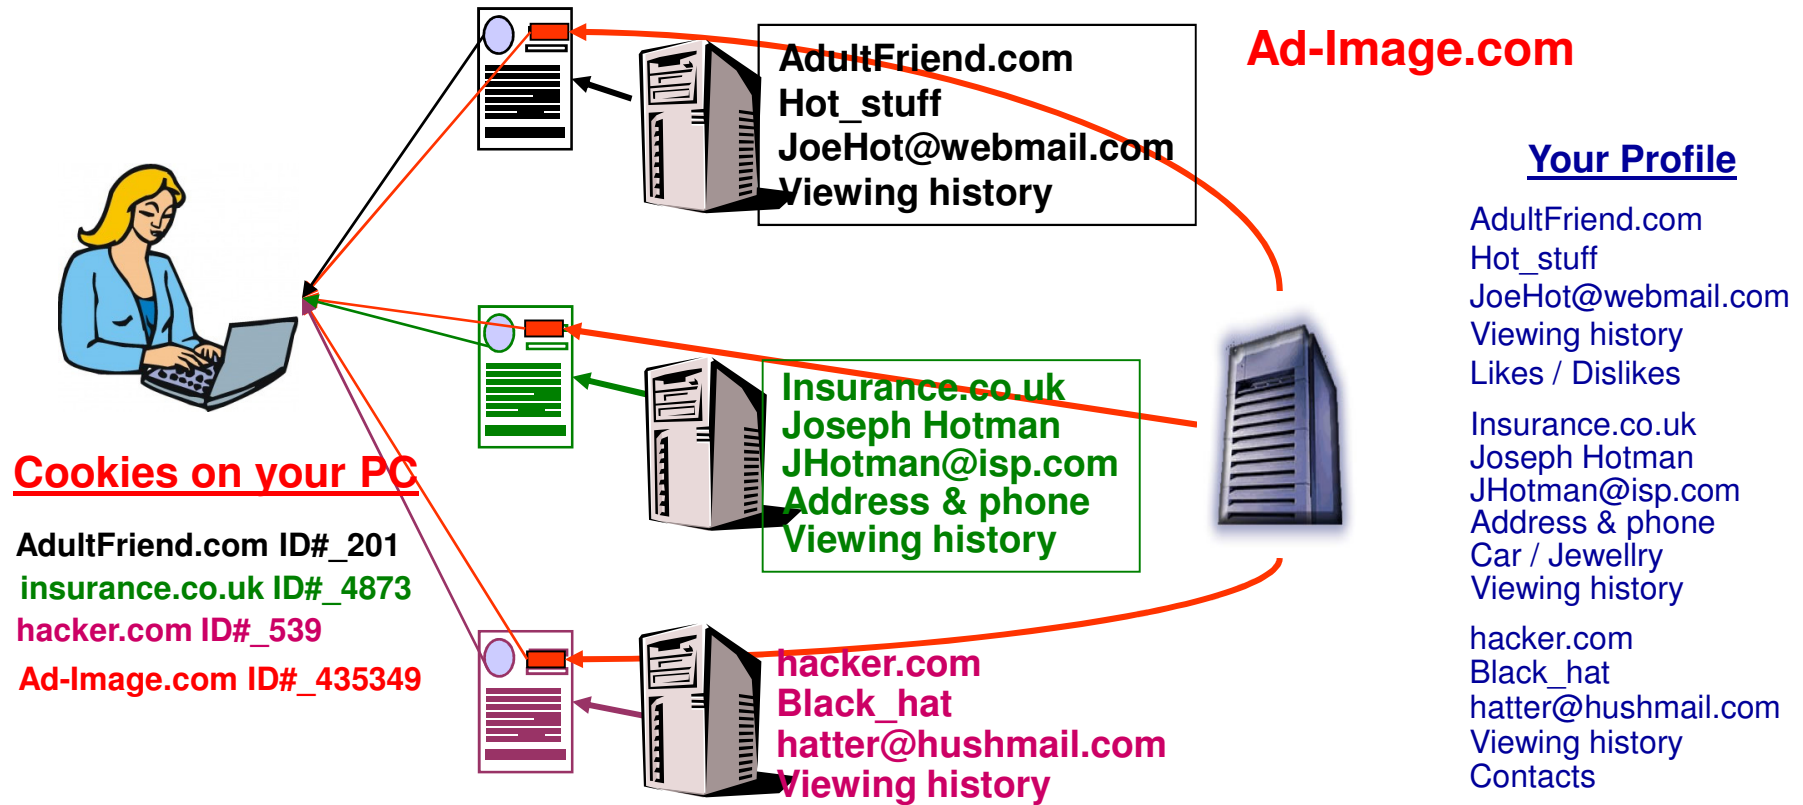 Ad-Image.com
AdultFriend.com
Hot_stuff
JoeHot@webmail.com
Viewing history
Insurance.co.uk
Joseph Hotman
JHotman@isp.com
Address & phone
Viewing history
hacker.com
Black_hat
hatter@hushmail.com
Viewing history
Cookies on your PC
AdultFriend.com ID#_201
insurance.co.uk ID#_4873
hacker.com ID#_539
Ad-Image.com ID#_435349
Your Profile
AdultFriend.com
Hot_stuff
JoeHot@webmail.com
Viewing history
Likes / Dislikes
Insurance.co.uk
Joseph Hotman
JHotman@isp.com
Address & phone
Car / Jewellry
Viewing history
hacker.com
Black_hat
hatter@hushmail.com
Viewing history
Contacts